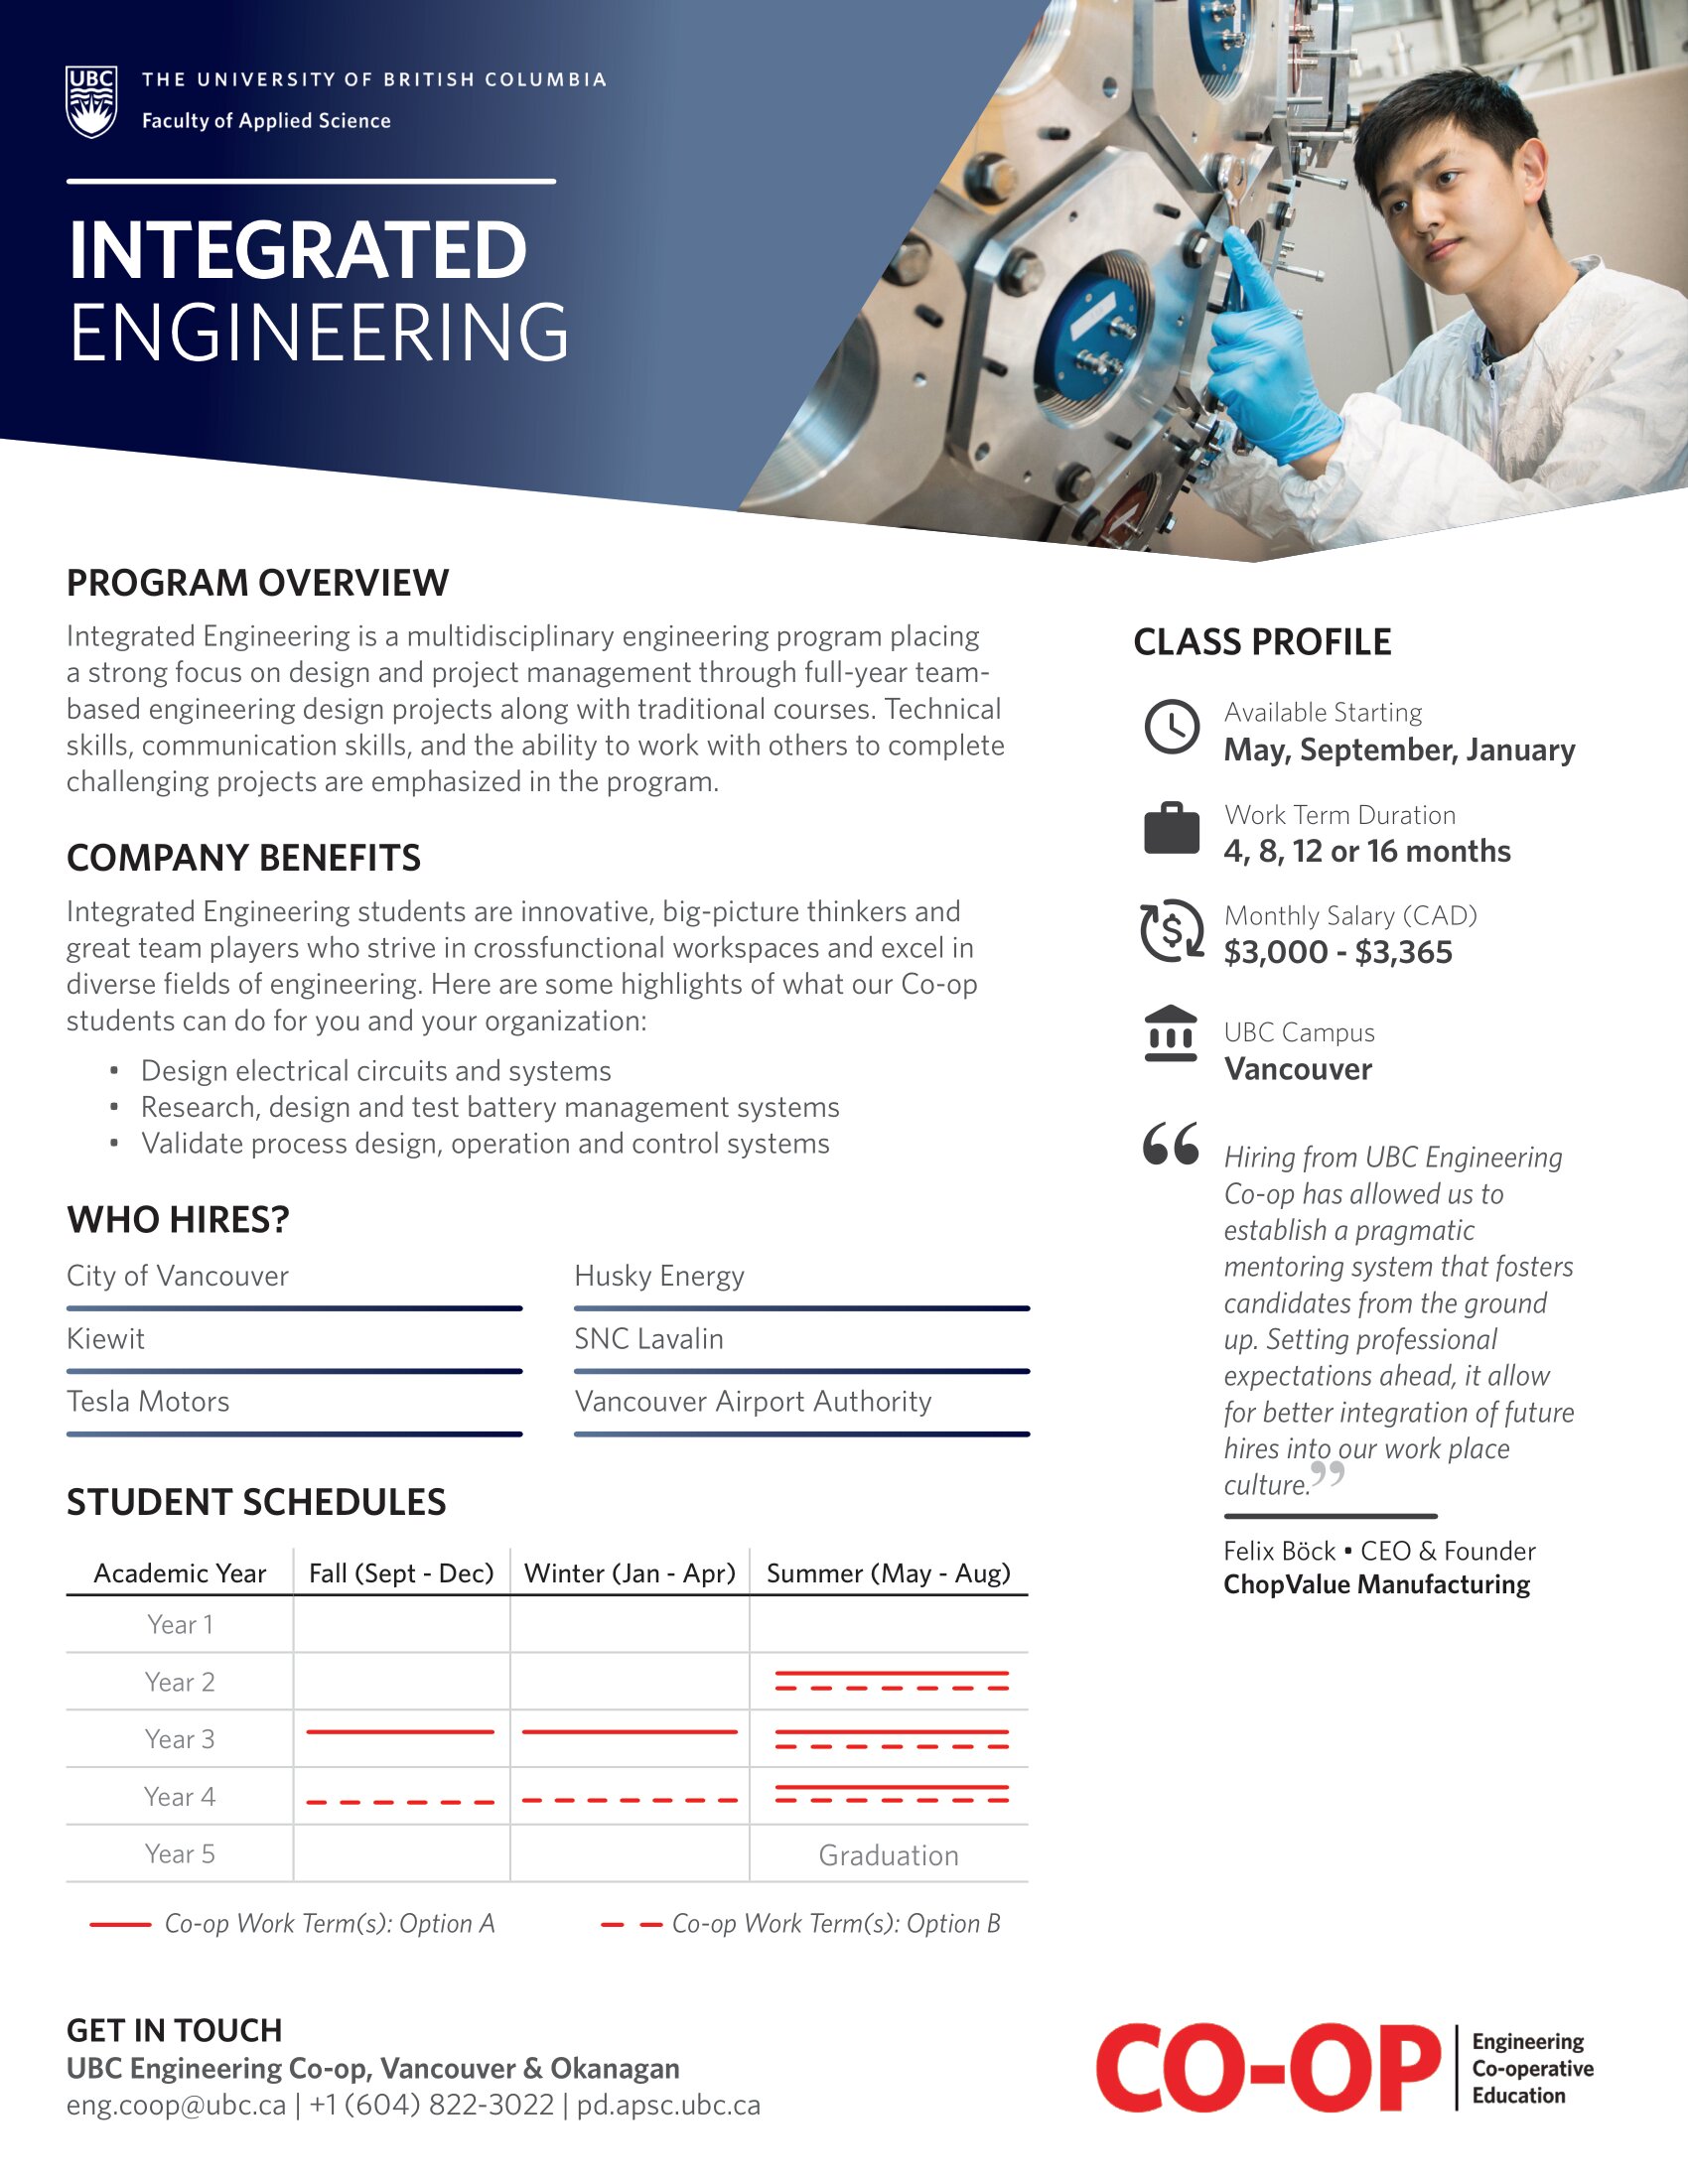 UBC
THE UNIVERSITY OF BRITISH COLUMBIA
Faculty of Applied Science
INTEGRATED
ENGINEERING
PROGRAM OVERVIEW
Integrated Engineering is a multidisciplinary engineering program placing
a strong focus on design and project management through full-year team-
based engineering design projects along with traditional courses. Technical
skills, communication skills, and the ability to work with others to complete
challenging projects are emphasized in the program.
COMPANY BENEFITS
Integrated Engineering students are innovative, big-picture thinkers and
great team players who strive in crossfunctional workspaces and excel in
diverse fields of engineering. Here are some highlights of what our Co-op
students can do for you and your organization:
• Design electrical circuits and systems
• Research, design and test battery management systems
• Validate process design, operation and control systems
WHO HIRES?
City of Vancouver
Husky Energy
Kiewit
SNC Lavalin
Tesla Motors
Vancouver Airport Authority
STUDENT SCHEDULES
Academic Year Fall (Sept - Dec) Winter (Jan - Apr) Summer (May - Aug)
Year 1
Year 2
Year 3
Year 4
Year 5 Graduation
Co-op Work Term(s): Option A
Co-op Work Term(s): Option B
CLASS PROFILE
Available Starting
May, September, January
Work Term Duration
4, 8, 12 or 16 months
$
Monthly Salary (CAD)
$3,000 - $3,365
UBC Campus
Vancouver
“ Hiring from UBC Engineering
Co-op has allowed us to
establish a pragmatic
mentoring system that fosters
candidates from the ground
up. Setting professional
expectations ahead, it allow
for better integration of future
hires into our work place
culture.”
Felix Böck • CEO & Founder
ChopValue Manufacturing
GET IN TOUCH
UBC Engineering Co-op, Vancouver & Okanagan
eng.coop@ubc.ca | +1 (604) 822-3022 | pd.apsc.ubc.ca
CO-OP
Engineering
Co-operative
Education